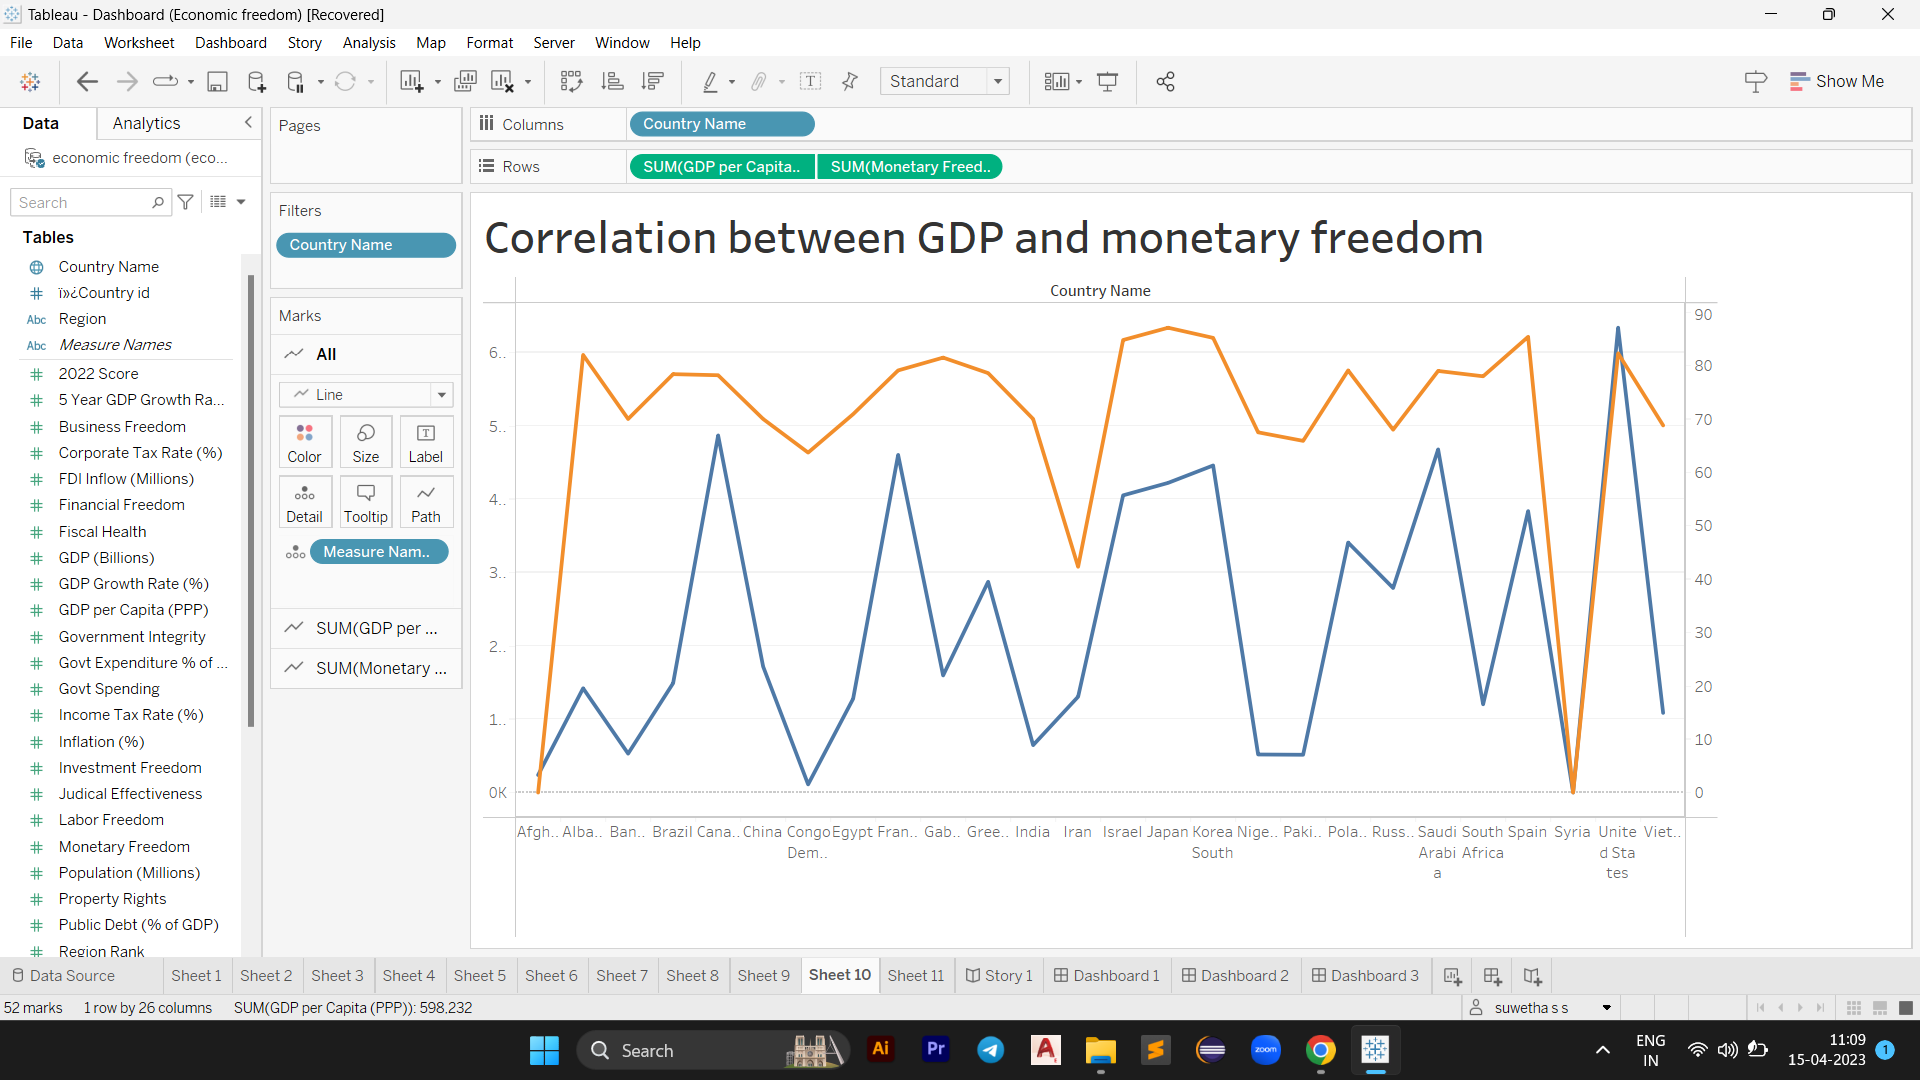 Tableau - Dashboard (Economic freedom) [Recovered]
File Data Worksheet Dashboard Story Analysis Map Format Server Window Help
Standard
Show Me
Data Analytics
economic freedom (eco...
Search
Tables
Country Name
ï»¿Country id
Abc Region
Abc Measure Names
2022 Score
5 Year GDP Growth Ra...
Business Freedom
Corporate Tax Rate (%)
FDI Inflow (Millions)
Financial Freedom
Fiscal Health
GDP (Billions)
GDP Growth Rate (%)
GDP per Capita (PPP)
Government Integrity
Govt Expenditure % of ...
Govt Spending
Income Tax Rate (%)
Inflation (%)
Investment Freedom
Judical Effectiveness
Labor Freedom
Monetary Freedom
Population (Millions)
Property Rights
Public Debt (% of GDP)
Region Rank
Pages
Filters
Country Name
Marks
All
Line
Color Size Label
Detail Tooltip Path
Measure Nam..
SUM(GDP per ...
SUM(Monetary ...
Columns Country Name
Rows SUM(GDP per Capita.. SUM(Monetary Freed..
Correlation between GDP and monetary freedom
Country Name
6..
5..
4..
3..
2..
1..
0K
90
80
70
60
50
40
30
20
10
0
Afgh.. Alba.. Ban.. Brazil Cana.. China Congo Egypt Fran.. Gab.. Gree.. India Iran Israel Japan Korea Nige.. Paki.. Pola.. Russ.. Saudi South Spain Syria Unite Viet..
Dem.. South Arabi Africa d Sta
a tes
Data Source Sheet 1 Sheet 2 Sheet 3 Sheet 4 Sheet 5 Sheet 6 Sheet 7 Sheet 8 Sheet 9 Sheet 10 Sheet 11 Story 1 Dashboard 1 Dashboard 2 Dashboard 3
52 marks 1 row by 26 columns SUM(GDP per Capita (PPP)): 598,232
suwetha s s
Search
Ai
Pr
zoom
ENG
IN
11:09
15-04-2023
1